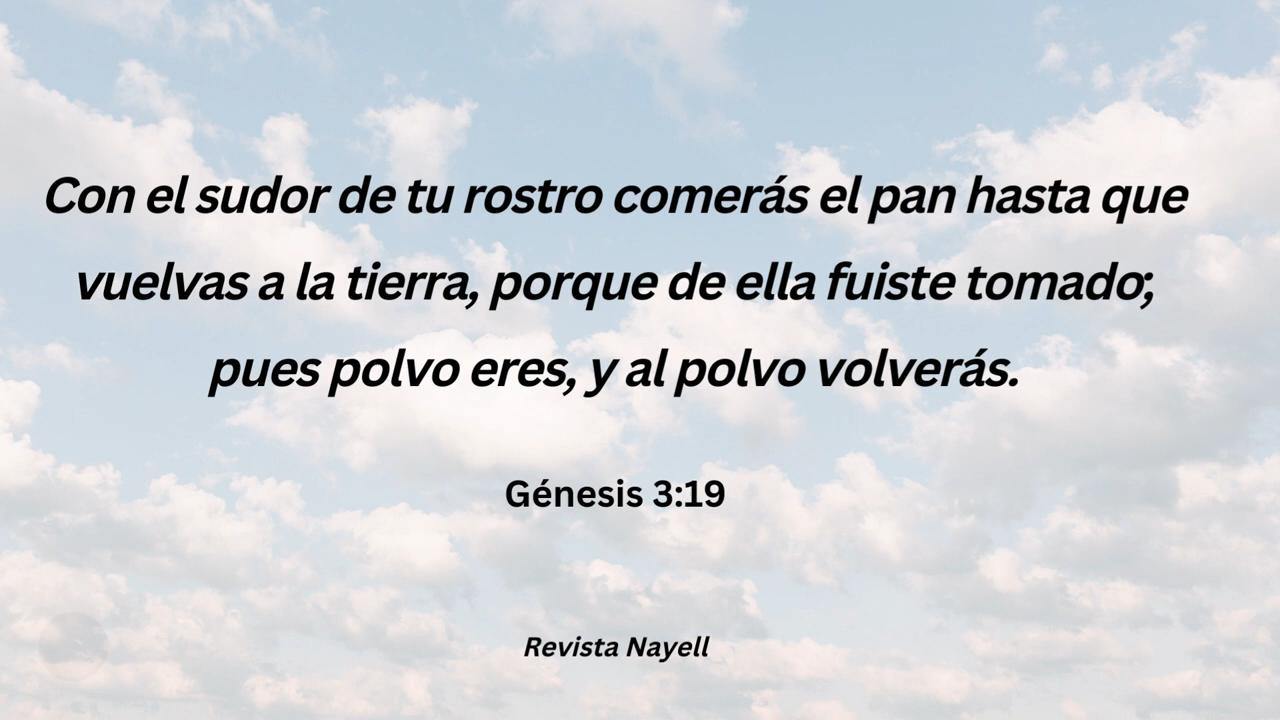 Con el sudor de tu rostro comerás el pan hasta que
vuelvas a la tierra, porque de ella fuiste tomado;
pues polvo eres, y al polvo volverás.
Génesis 3:19
Revista Nayell